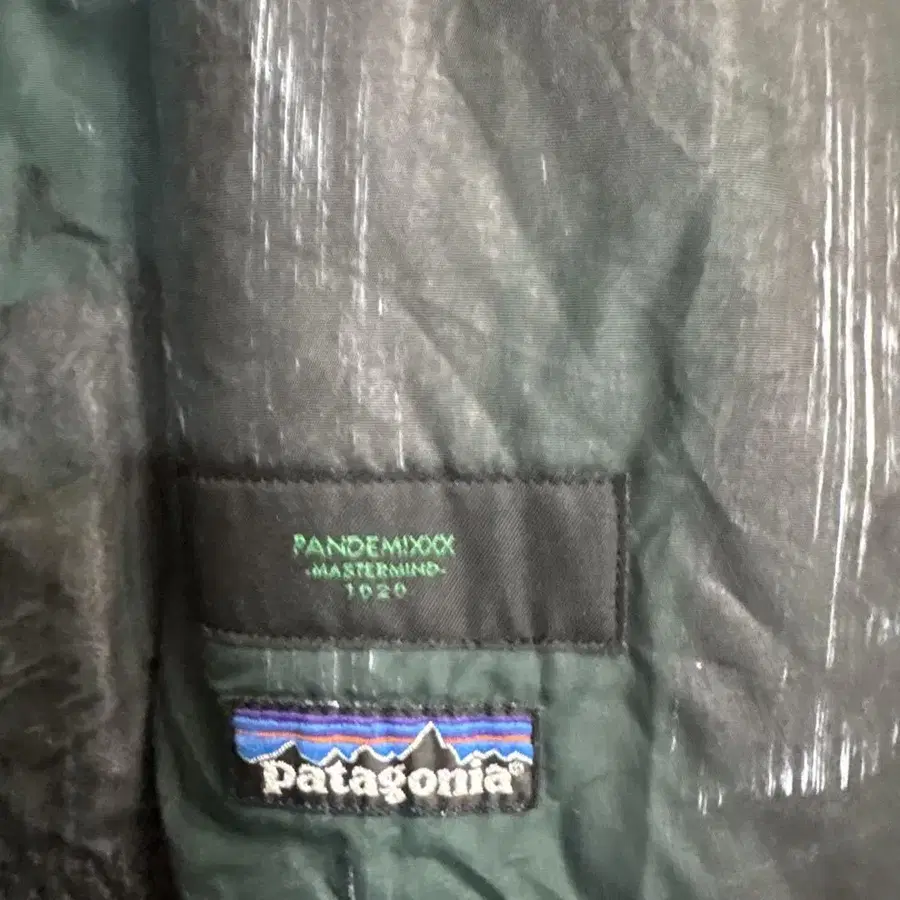 PANDEMIXXX
-MASTERMIND-
1020
patagonia®